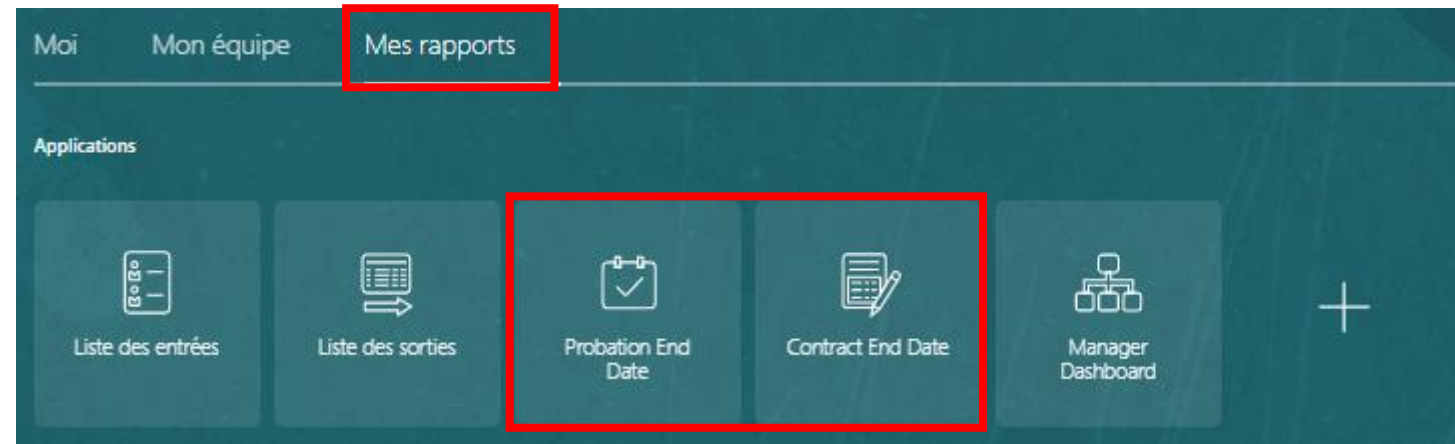 Moi Mon équipe Mes rapports
Applications
Liste des entrées
Liste des sorties
Probation End
Date
Contract End Date
Manager
Dashboard